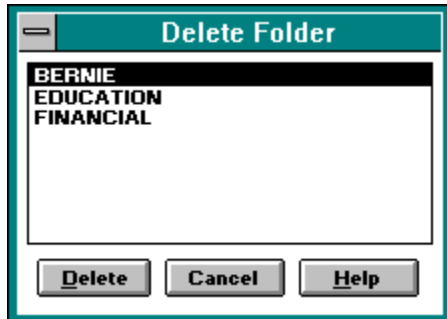 Delete Folder
BERNIE
EDUCATION
FINANCIAL
Delete Cancel Help